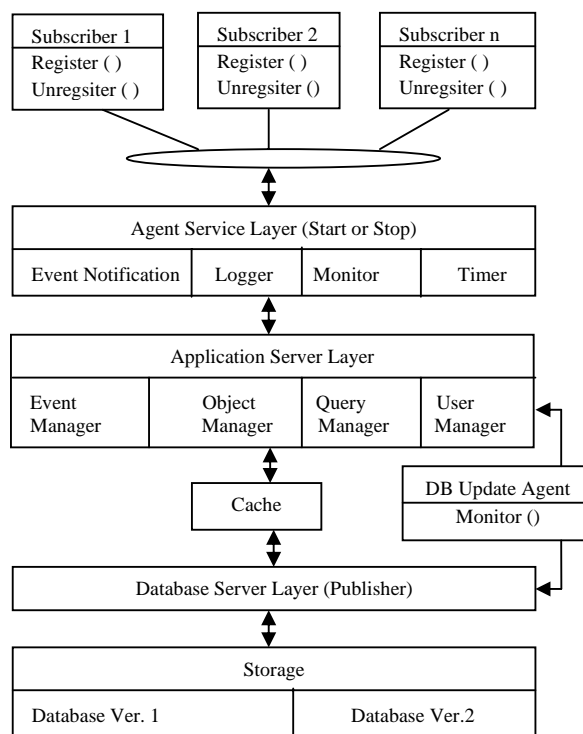 Subscriber 1
Register ( )
Unregsiter ( )
Subscriber 2
Register ( )
Unregsiter ()
Subscriber n
Register ( )
Unregsiter ( )
Agent Service Layer (Start or Stop)
Event Notification
Logger
Monitor
Timer
Application Server Layer
Event
Manager
Object
Manager
Query
Manager
User
Manager
DB Update Agent
Monitor ()
Cache
Database Server Layer (Publisher)
Storage
Database Ver. 1
Database Ver.2